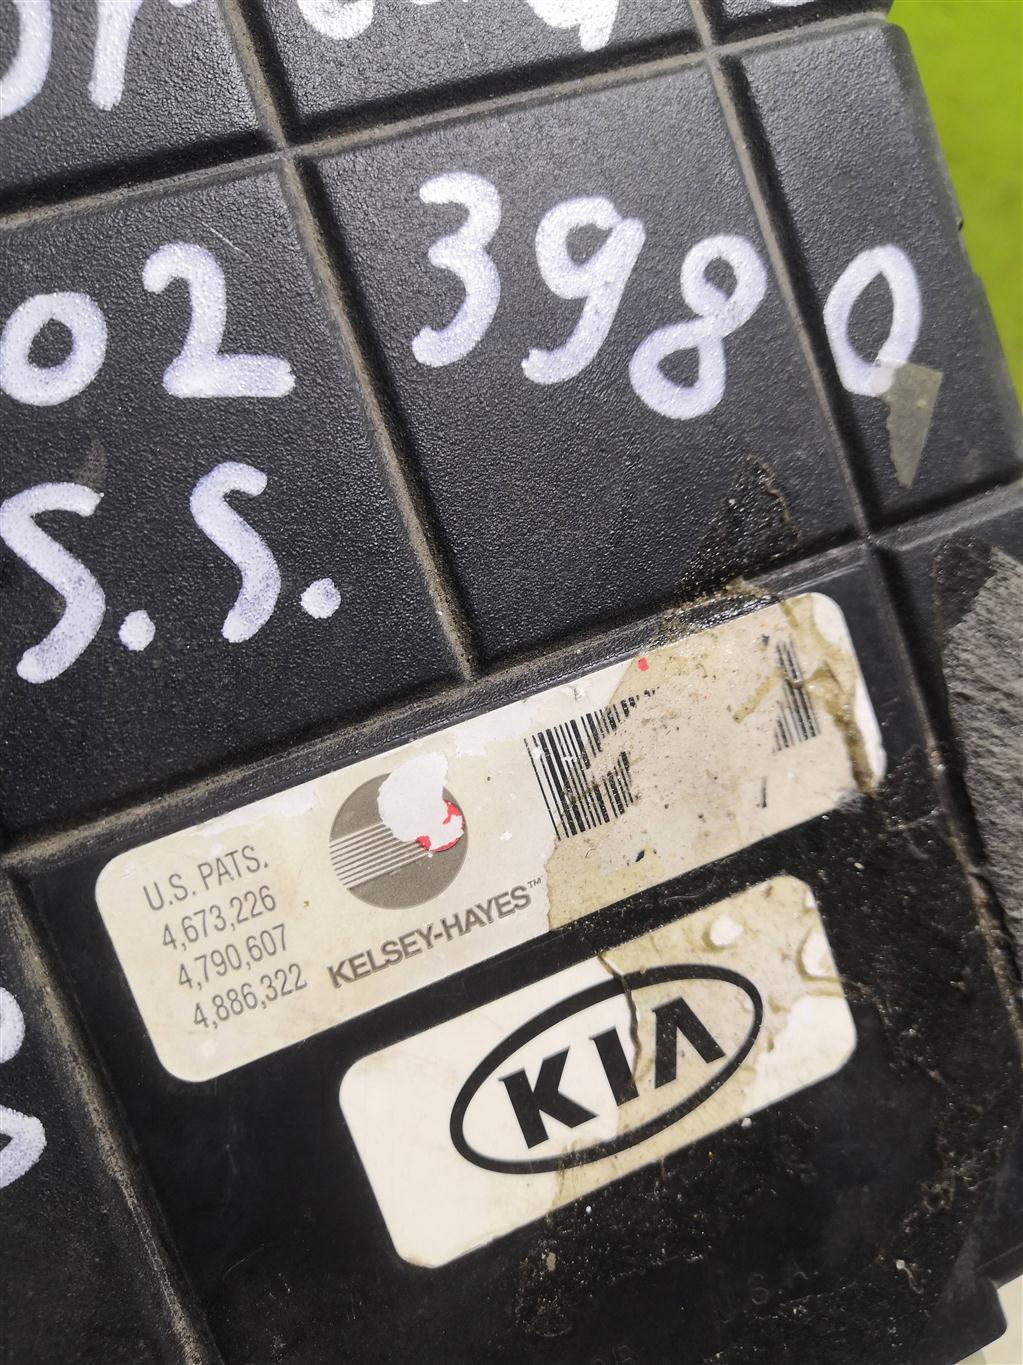 02 3980
S.S.
U.S. PATS.
4,673,226
4,790,607
4,886,322
KELSEY-HAYES™
KIA
U.S.A.